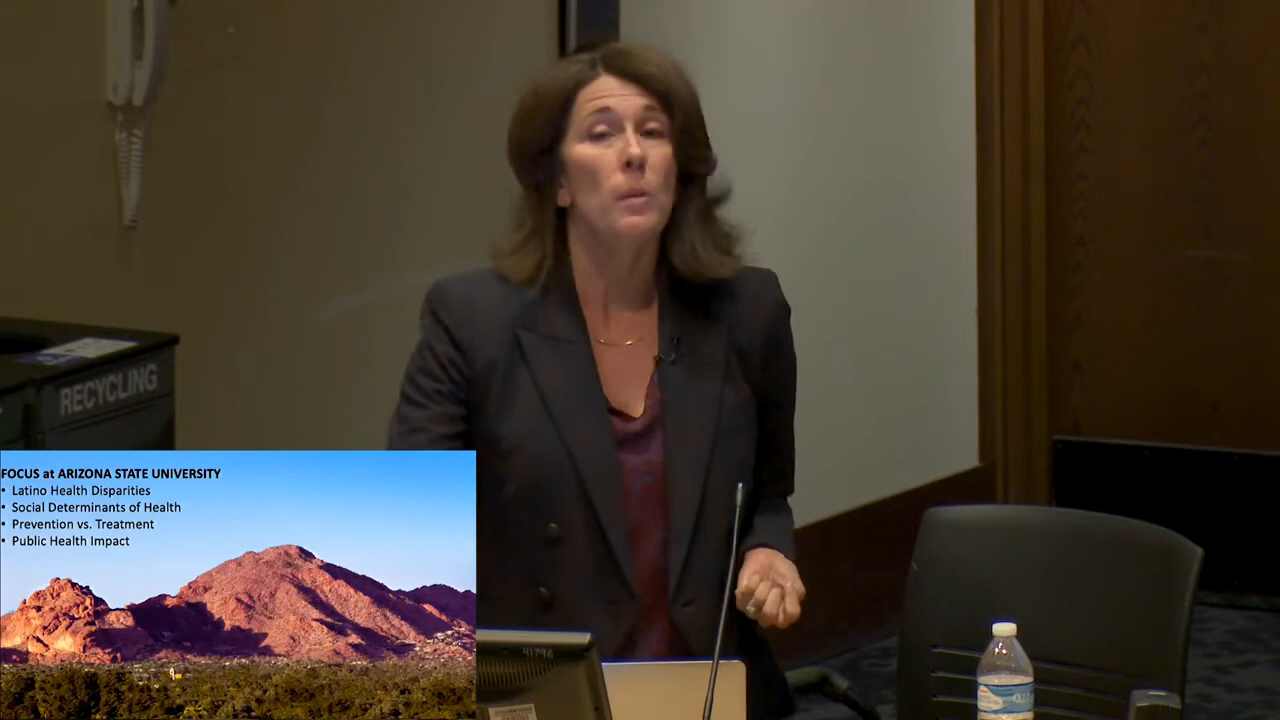 RECYCLING
FOCUS at ARIZONA STATE UNIVERSITY
• Latino Health Disparities
• Social Determinants of Health
• Prevention vs. Treatment
• Public Health Impact
41796